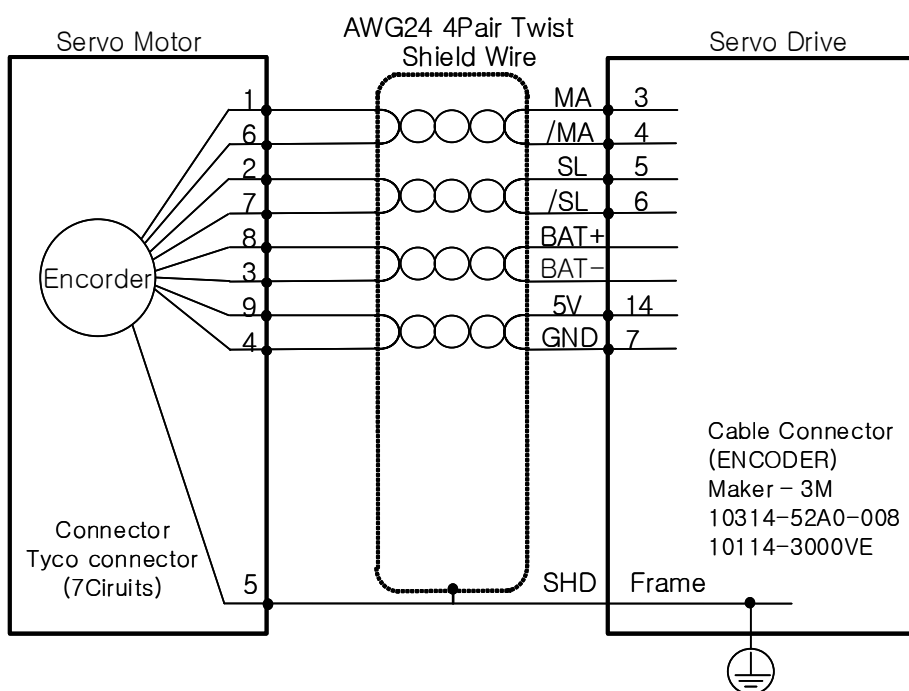 AWG24 4Pair Twist
Shield Wire
Servo Motor
Servo Drive
1 MA 3
6 /MA 4
2 SL 5
7 /SL 6
8 BAT+
3 BAT-
9 5V 14
4 GND 7
Encorder
Cable Connector
(ENCODER)
Maker - 3M
10314-52A0-008
10114-3000VE
Connector
Tyco connector
(7Ciruits)
5 SHD Frame